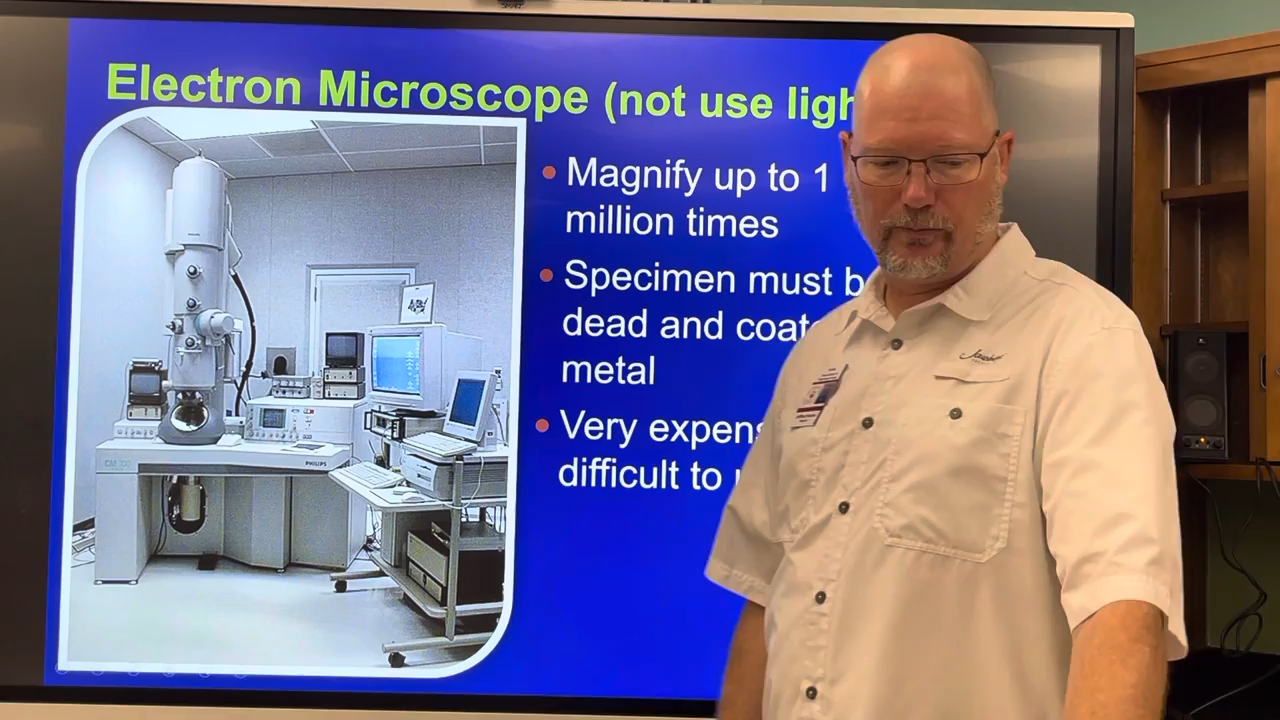 Electron Microscope (not use ligh
Magnify up to 1
million times
Specimen must b
dead and coat
metal
Very expens
difficult to
PHILIPS